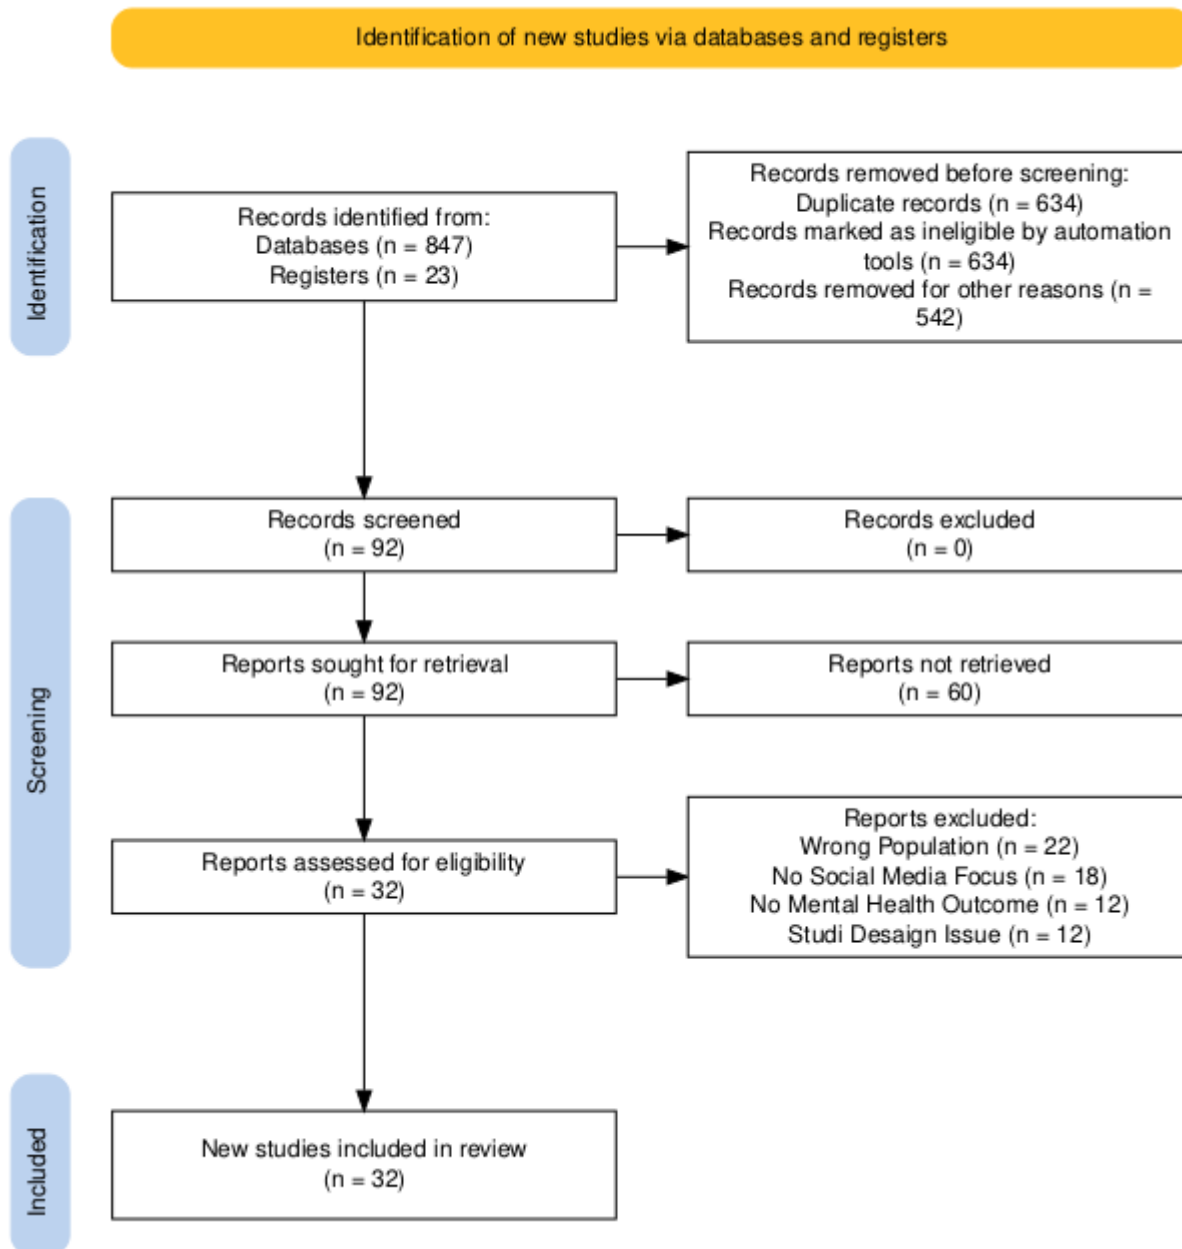 Identification of new studies via databases and registers
Identification
Records identified from:
Databases (n = 847)
Registers (n = 23)
Records removed before screening:
Duplicate records (n = 634)
Records marked as ineligible by automation
tools (n = 634)
Records removed for other reasons (n =
542)
Screening
Records screened
(n = 92)
Records excluded
(n = 0)
Reports sought for retrieval
(n = 92)
Reports not retrieved
(n = 60)
Reports assessed for eligibility
(n = 32)
Reports excluded:
Wrong Population (n = 22)
No Social Media Focus (n = 18)
No Mental Health Outcome (n = 12)
Studi Desaign Issue (n = 12)
Included
New studies included in review
(n = 32)